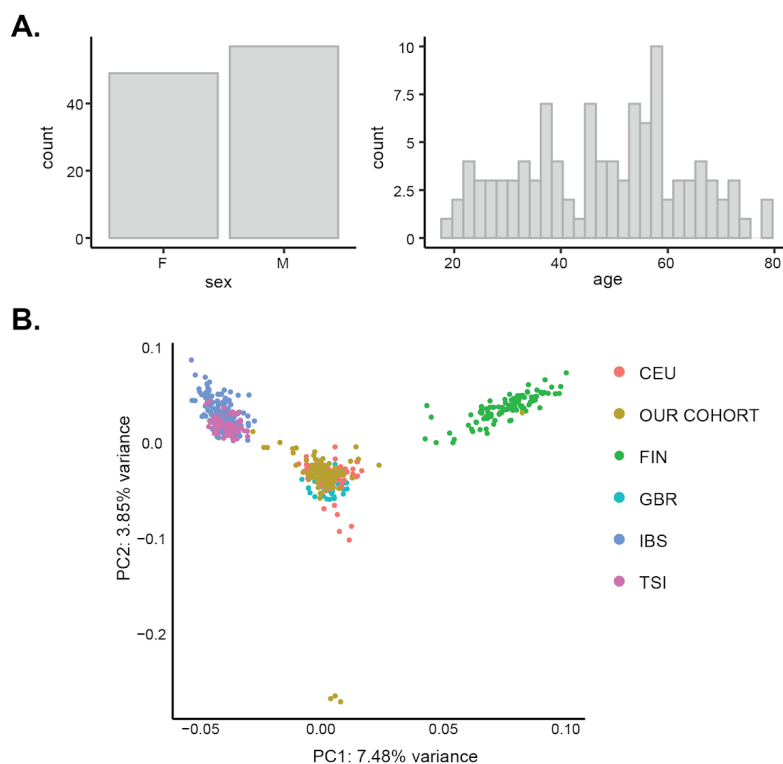 A.
count
40
20
0
F
M
sex
count
10
7.5
5
2.5
0
20
40
60
80
age
B.
PC2: 3.85% variance
0.1
0.0
−0.1
−0.2
−0.05
0.00
0.05
0.10
PC1: 7.48% variance
CEU
OUR COHORT
FIN
GBR
IBS
TSI